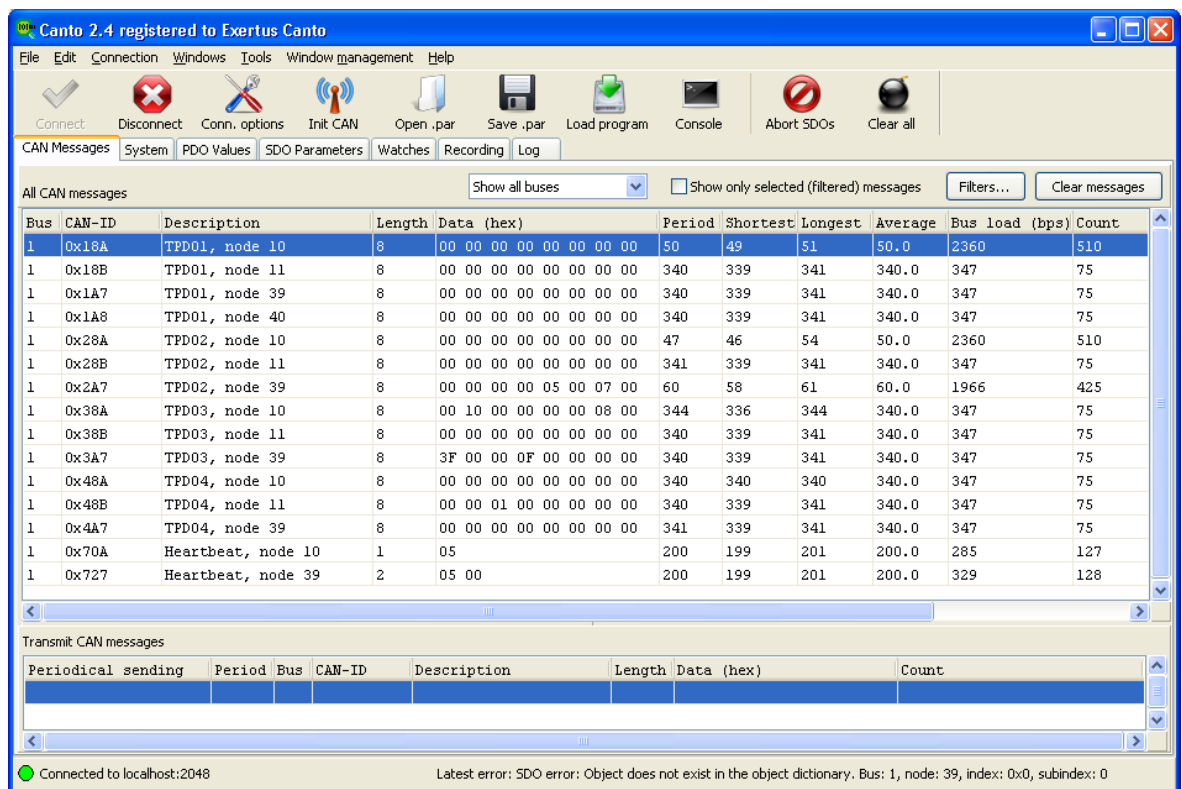 Canto 2.4 registered to Exertus Canto
File Edit Connection Windows Tools Window management Help
Connect Disconnect Conn. options Init CAN Open .par Save .par Load program Console Abort SDOs Clear all
CAN Messages System PDO Values SDO Parameters Watches Recording Log
All CAN messages Show all buses Show only selected (filtered) messages Filters... Clear messages
Bus CAN-ID Description Length Data (hex) Period Shortest Longest Average Bus load (bps) Count
1 0x18A TPDO1, node 10 8 00 00 00 00 00 00 00 00 50 49 51 50.0 2360 510
1 0x18B TPDO1, node 11 8 00 00 00 00 00 00 00 00 340 339 341 340.0 347 75
1 0x1A7 TPDO1, node 39 8 00 00 00 00 00 00 00 00 340 339 341 340.0 347 75
1 0x1A8 TPDO1, node 40 8 00 00 00 00 00 00 00 00 340 339 341 340.0 347 75
1 0x28A TPDO2, node 10 8 00 00 00 00 00 00 00 00 47 46 54 50.0 2360 510
1 0x28B TPDO2, node 11 8 00 00 00 00 00 00 00 00 341 339 341 340.0 347 75
1 0x2A7 TPDO2, node 39 8 00 00 00 00 05 00 07 00 60 58 61 60.0 1966 425
1 0x38A TPDO3, node 10 8 00 10 00 00 00 00 08 00 344 336 344 340.0 347 75
1 0x38B TPDO3, node 11 8 00 00 00 00 00 00 00 00 340 339 341 340.0 347 75
1 0x3A7 TPDO3, node 39 8 3F 00 00 0F 00 00 00 00 340 339 341 340.0 347 75
1 0x48A TPDO4, node 10 8 00 00 00 00 00 00 00 00 340 340 340 340.0 347 75
1 0x48B TPDO4, node 11 8 00 00 01 00 00 00 00 00 340 339 341 340.0 347 75
1 0x4A7 TPDO4, node 39 8 00 00 00 00 00 00 00 00 341 339 341 340.0 347 75
1 0x70A Heartbeat, node 10 1 05 200 199 201 200.0 285 127
1 0x727 Heartbeat, node 39 2 05 00 200 199 201 200.0 329 128
Transmit CAN messages
Periodical sending Period Bus CAN-ID Description Length Data (hex) Count
Connected to localhost:2048 Latest error: SDO error: Object does not exist in the object dictionary. Bus: 1, node: 39, index: 0x0, subindex: 0